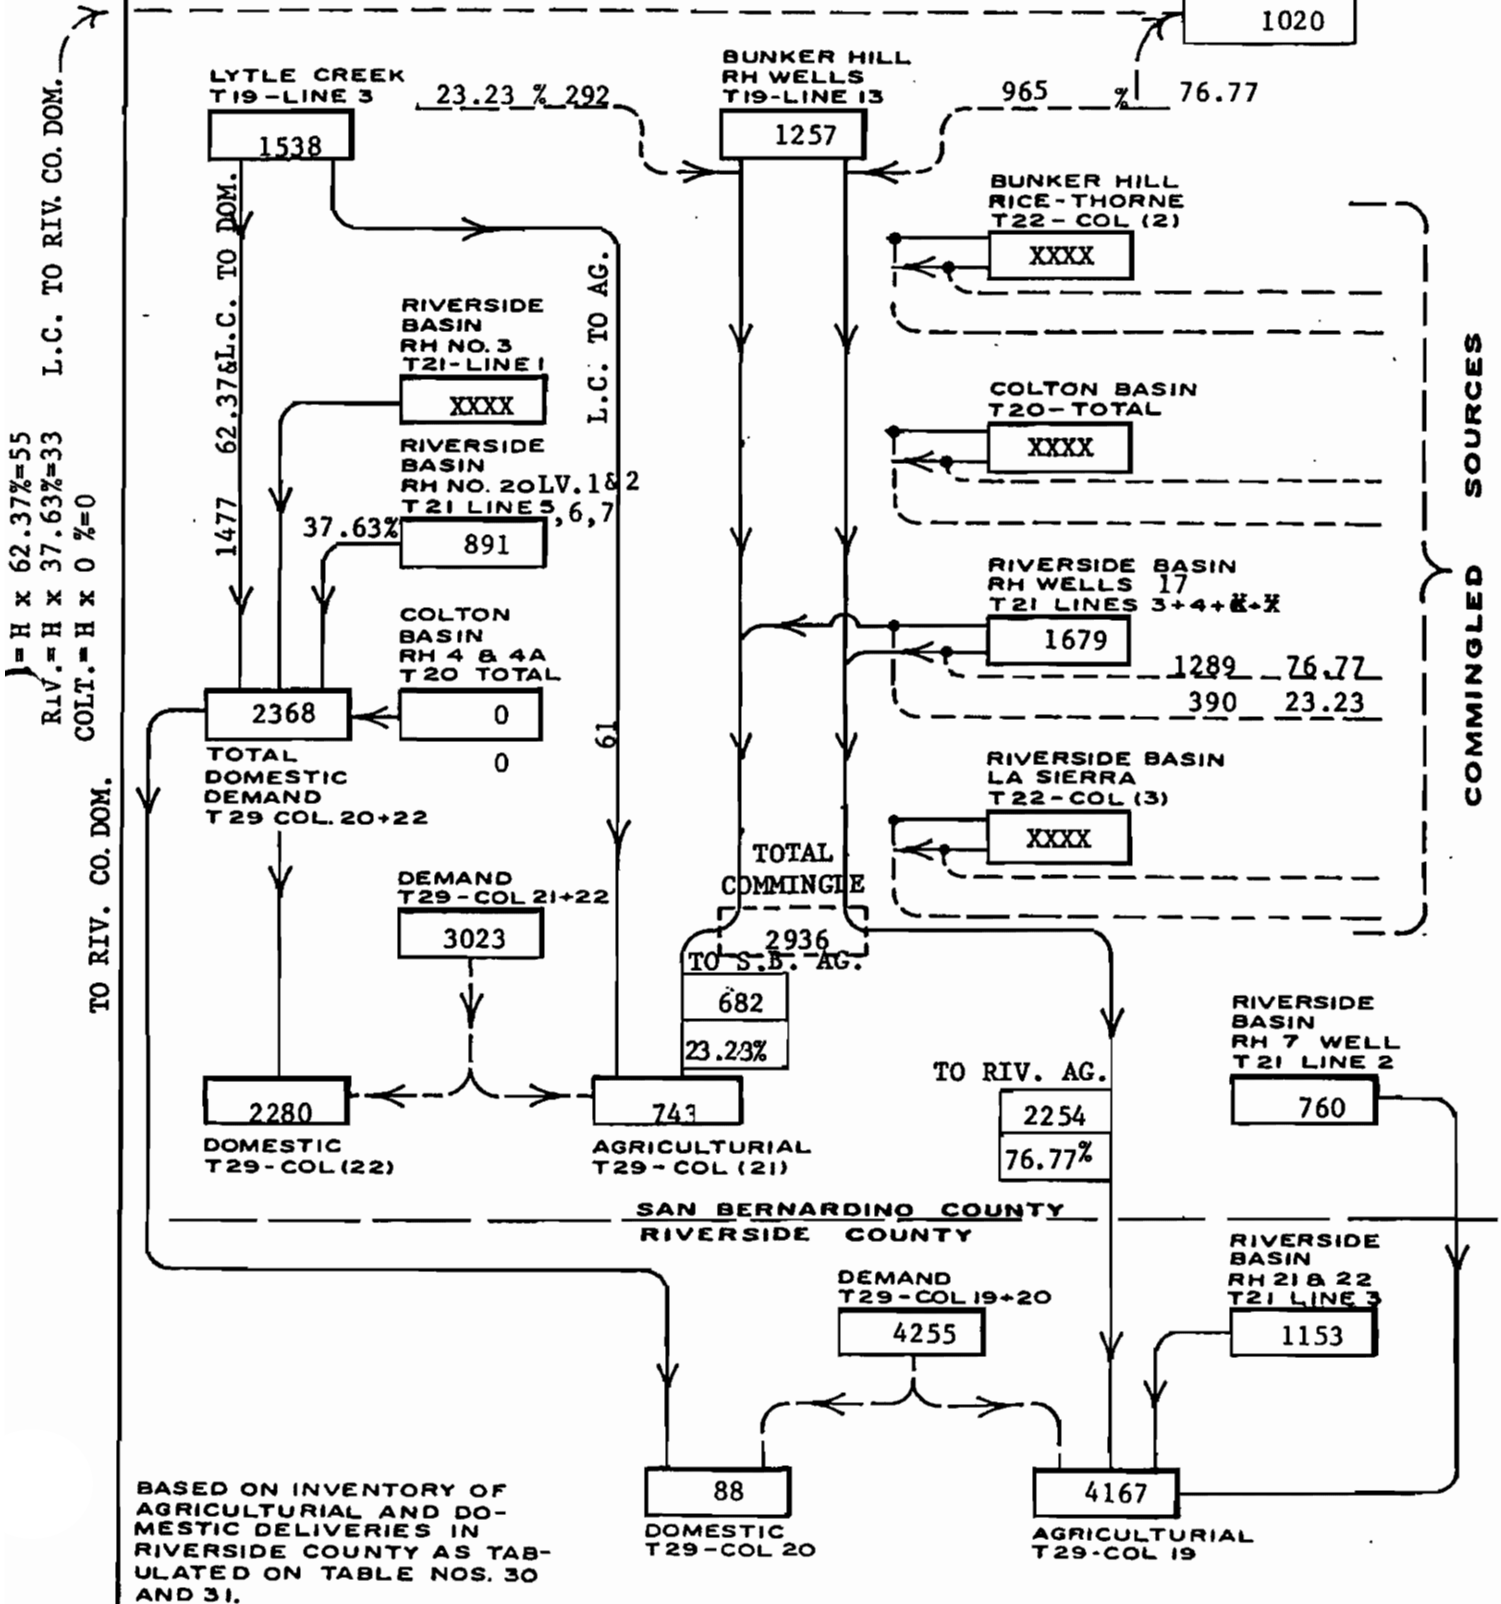 1020
L.C. TO RIV. CO. DOM.
LYTLE CREEK
T19-LINE 3
1538
23.23 % 292
BUNKER HILL
RH WELLS
T19-LINE 13
1257
965 % 76.77
BUNKER HILL
RICE-THORNE
T22-COL (2)
XXXX
1477 62.37&L.C. TO DOM.
L.C. TO AG.
61
RIVERSIDE
BASIN
RH NO. 3
T21-LINE 1
XXXX
COLTON BASIN
T20-TOTAL
XXXX
COMMINGLED SOURCES
RIVERSIDE
BASIN
RH NO. 20 LV. 1&2
T21 LINE 5,6,7
37.63%
891
= H x 62.37%=55
RIV.= H x 37.63%=33
COLT.= H x 0 %=0
RIVERSIDE BASIN
RH WELLS 17
T21 LINES 3+4+
1679
1289 76.77
390 23.23
COLTON
BASIN
RH 4 & 4A
T20 TOTAL
0
0
2368
TOTAL
DOMESTIC
DEMAND
T29 COL. 20+22
TO RIV. CO. DOM.
RIVERSIDE BASIN
LA SIERRA
T22-COL (3)
XXXX
TOTAL
COMMINGLE
2936
DEMAND
T29-COL 21+22
3023
TO S.B. AG.
682
23.23%
2280
DOMESTIC
T29-COL (22)
743
AGRICULTURIAL
T29-COL (21)
TO RIV. AG.
2254
76.77%
RIVERSIDE
BASIN
RH 7 WELL
T21 LINE 2
760
SAN BERNARDINO COUNTY
RIVERSIDE COUNTY
DEMAND
T29-COL 19+20
4255
RIVERSIDE
BASIN
RH 21 & 22
T21 LINE 3
1153
88
DOMESTIC
T29-COL 20
4167
AGRICULTURIAL
T29-COL 19
BASED ON INVENTORY OF
AGRICULTURIAL AND DO-
MESTIC DELIVERIES IN
RIVERSIDE COUNTY AS TAB-
ULATED ON TABLE NOS. 30
AND 31.